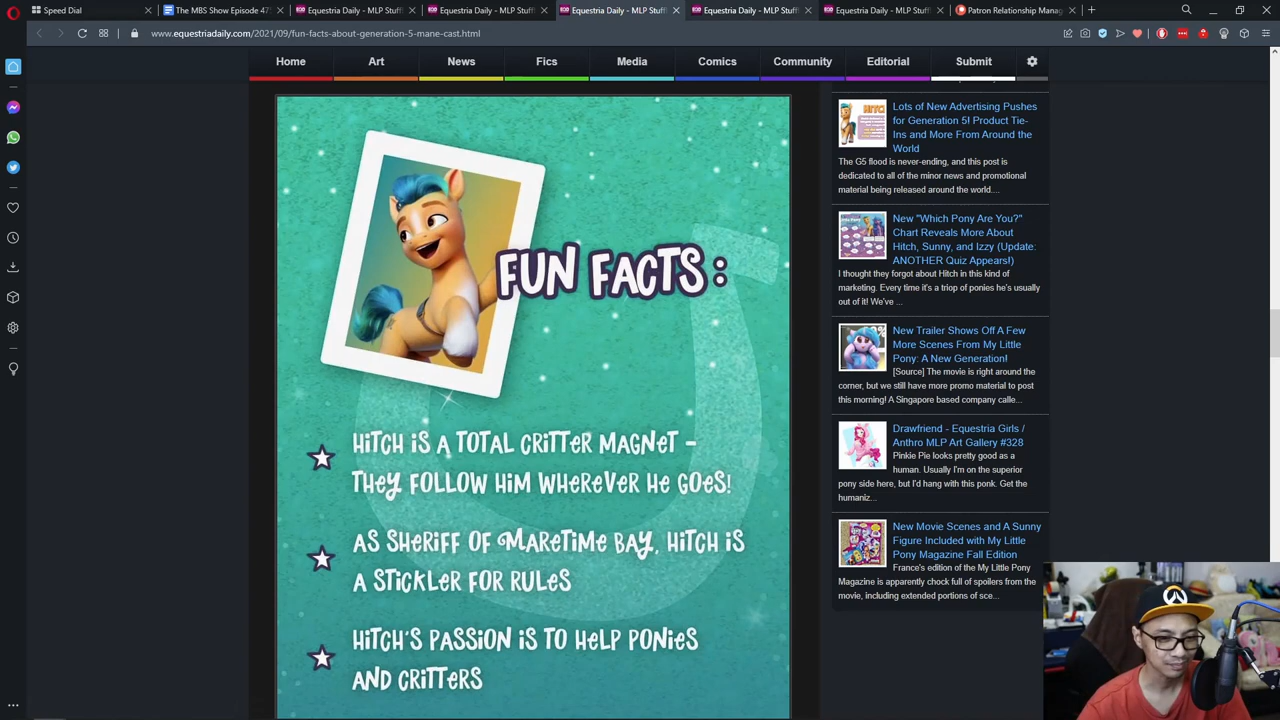 Speed Dial
The MBS Show Episode 47
Equestria Daily - MLP Stuff!
Equestria Daily - MLP Stuff!
Equestria Daily - MLP Stuff!
Equestria Daily - MLP Stuff!
Equestria Daily - MLP Stuff!
Patron Relationship Manag
www.equestriadaily.com/2021/09/fun-facts-about-generation-5-mane-cast.html
Home
Art
News
Fics
Media
Comics
Community
Editorial
Submit
FUN FACTS :
HITCH IS A TOTAL CRITTER MAGNET -
THEY FOLLOW HIM WHEREVER HE GOES!
AS SHERIFF OF MARETIME BAY, HITCH IS
A STICKLER FOR RULES
HITCH'S PASSION IS TO HELP PONIES
AND CRITTERS
Lots of New Advertising Pushes
for Generation 5! Product Tie-
Ins and More From Around the
World
The G5 flood is never-ending, and this post is
dedicated to all of the minor news and promotional
material being released around the world....
New "Which Pony Are You?"
Chart Reveals More About
Hitch, Sunny, and Izzy (Update:
ANOTHER Quiz Appears!)
I thought they forgot about Hitch in this kind of
marketing. Every time it's a triop of ponies he's usually
out of it! We've ...
New Trailer Shows Off A Few
More Scenes From My Little
Pony: A New Generation!
[Source] The movie is right around the
corner, but we still have more promo material to post
this morning! A Singapore based company calle...
Drawfriend - Equestria Girls /
Anthro MLP Art Gallery #328
Pinkie Pie looks pretty good as a
human. Usually I'm on the superior
pony side here, but I'd hang with this ponk. Get the
humaniz...
New Movie Scenes and A Sunny
Figure Included with My Little
Pony Magazine Fall Edition
France's edition of the My Little Pony
Magazine is apparently chock full of spoilers from the
movie, including extended portions of sce...